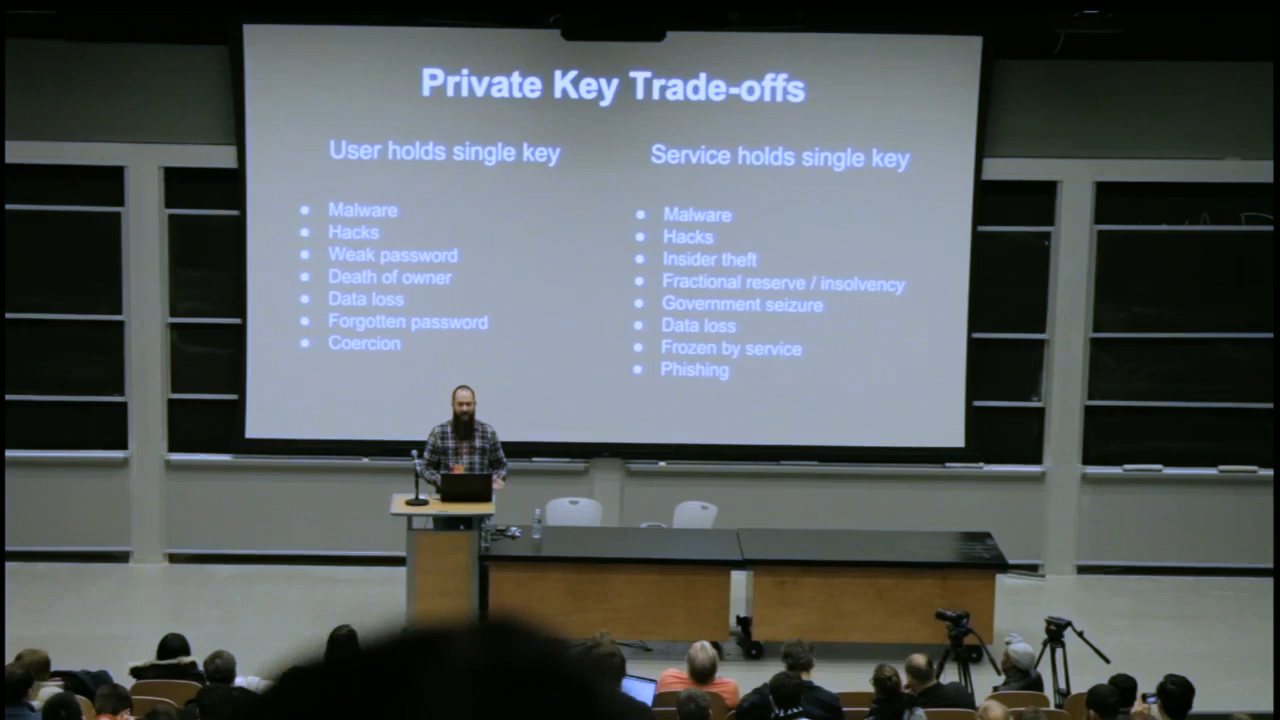 Private Key Trade-offs
User holds single key
Malware
Hacks
Weak password
Death of owner
Data loss
Forgotten password
Coercion
Service holds single key
Malware
Hacks
Insider theft
Fractional reserve / insolvency
Government seizure
Data loss
Frozen by service
Phishing